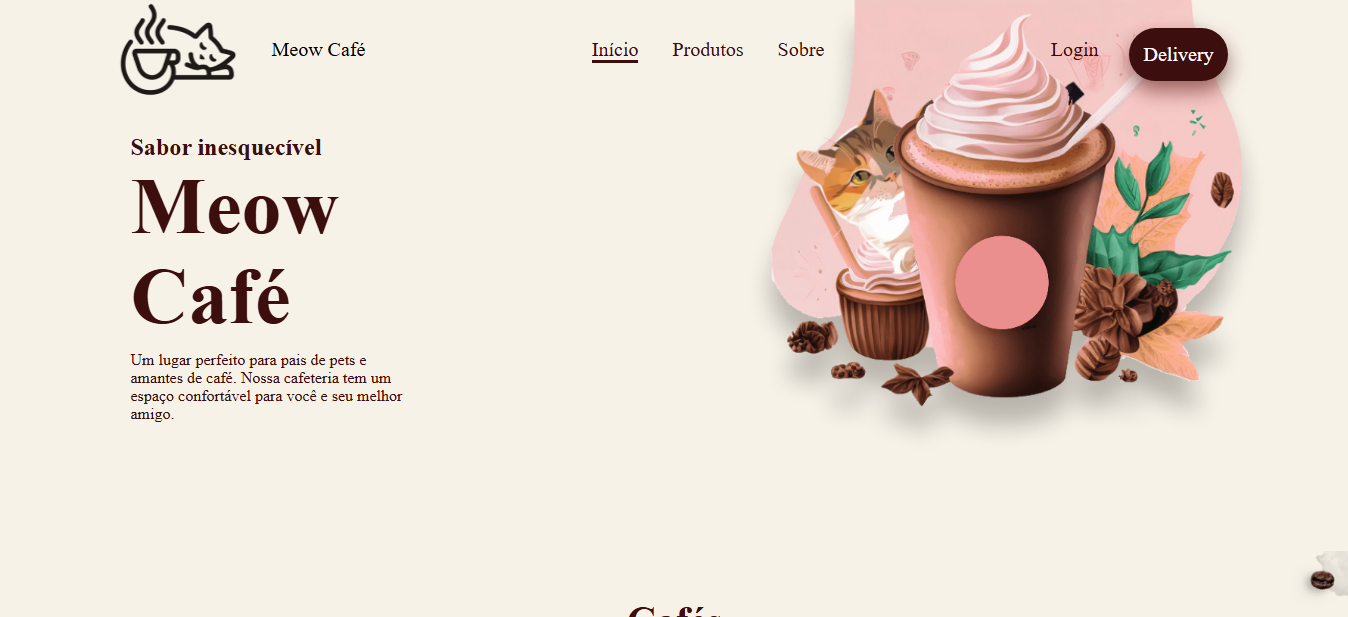 Meow Café
Início
Produtos
Sobre
Login
Delivery
Sabor inesquecível
Meow
Café
Um lugar perfeito para pais de pets e
amantes de café. Nossa cafeteria tem um
espaço confortável para você e seu melhor
amigo.
Cafés